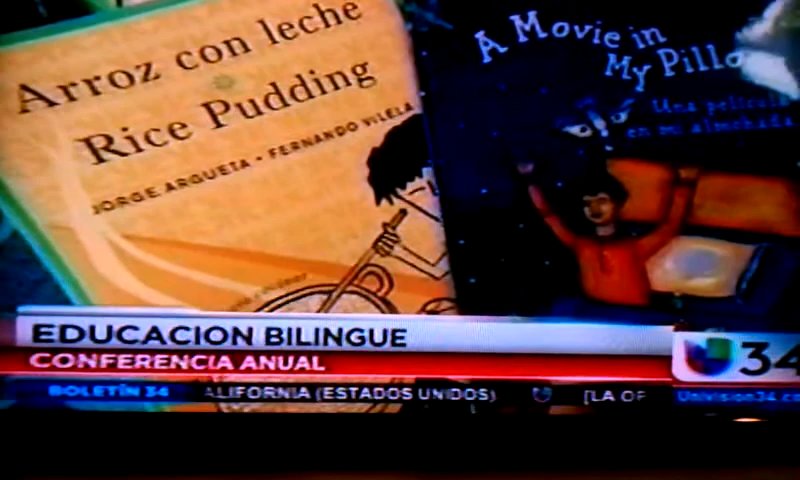 Arroz con leche
Rice Pudding
JORGE ARGUETA • FERNANDO VILELA
A Movie in
My Pillo
Una película
en mi almohada
EDUCACION BILINGUE
CONFERENCIA ANUAL
34
BOLETÍN 34
ALIFORNIA (ESTADOS UNIDOS)
[LA OF
Univision34.co